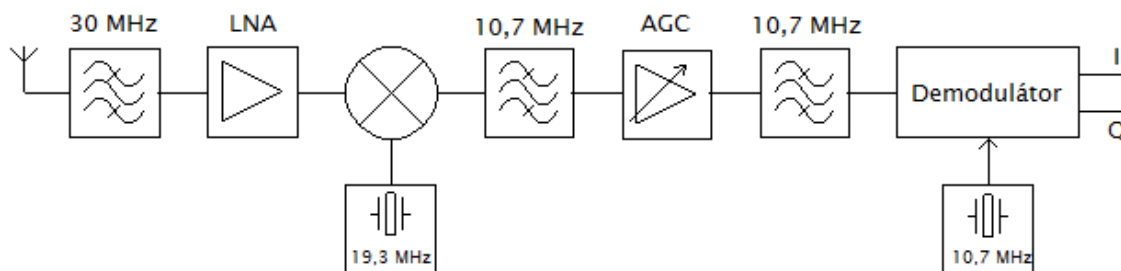 30 MHz
LNA
10,7 MHz
AGC
10,7 MHz
Demodulátor
I
Q
19,3 MHz
10,7 MHz